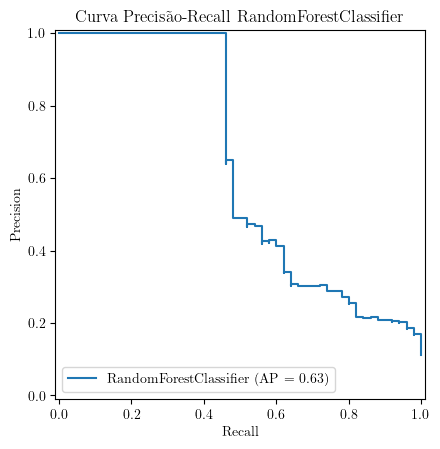 Curva Precisão-Recall RandomForestClassifier
1.0
0.8
0.6
0.4
0.2
0.0
Precision
RandomForestClassifier (AP = 0.63)
0.0 0.2 0.4 0.6 0.8 1.0
Recall